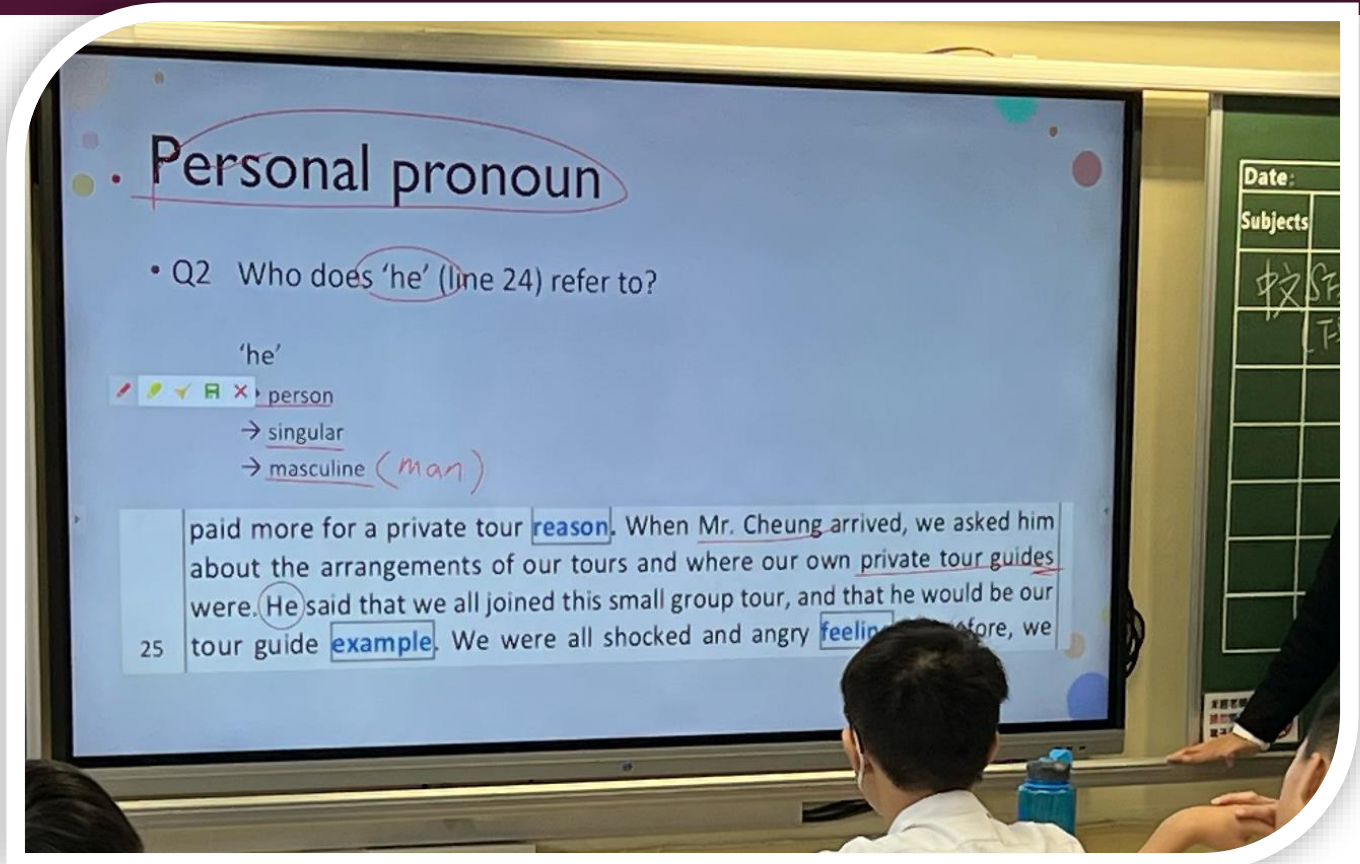 • Personal pronoun
• Q2 Who does ‘he’ (line 24) refer to?
‘he’
person
→ singular
→ masculine (man)
paid more for a private tour reason. When Mr. Cheung arrived, we asked him
about the arrangements of our tours and where our own private tour guides
were. He said that we all joined this small group tour, and that he would be our
25 tour guide example. We were all shocked and angry we
Date:
Subjects
中文